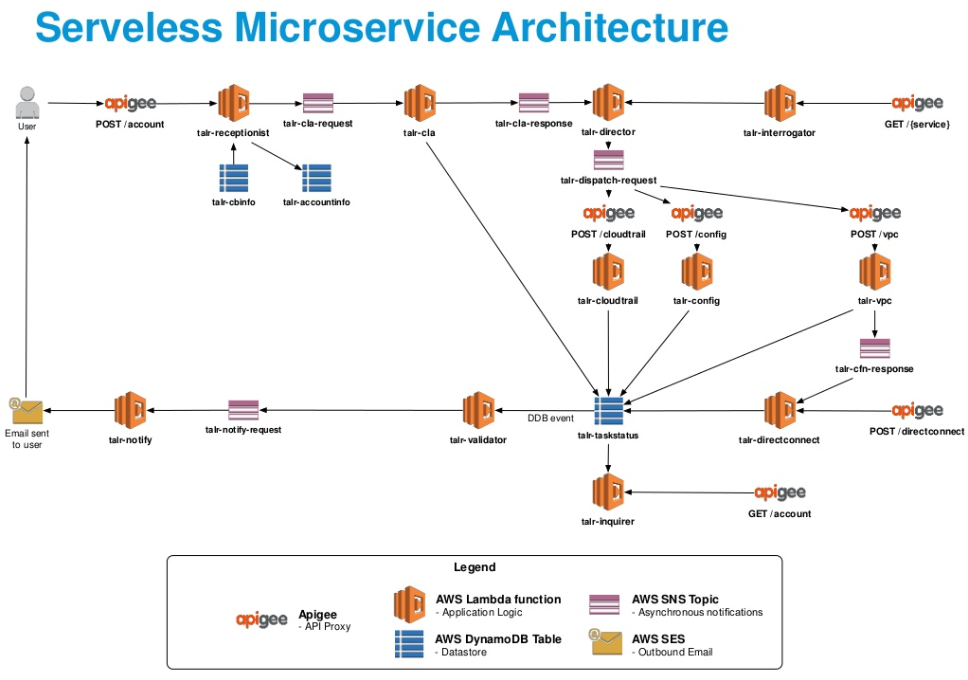 Serveless Microservice Architecture
User
apigee
POST /account
talr-receptionist
talr-cla-request
talr-cla
talr-cla-response
talr-director
talr-interrogator
apigee
GET /{service}
talr-cbinfo
talr-accountinfo
talr-dispatch-request
apigee
POST /cloudtrail
apigee
POST /config
apigee
POST /vpc
talr-cloudtrail
talr-config
talr-vpc
talr-cfn-response
Email sent
to user
talr-notify
talr-notify-request
talr-validator
DDB event
talr-taskstatus
talr-directconnect
apigee
POST /directconnect
talr-inquirer
apigee
GET /account
Legend
apigee
Apigee
- API Proxy
AWS Lambda function
- Application Logic
AWS DynamoDB Table
- Datastore
AWS SNS Topic
- Asynchronous notifications
AWS SES
- Outbound Email